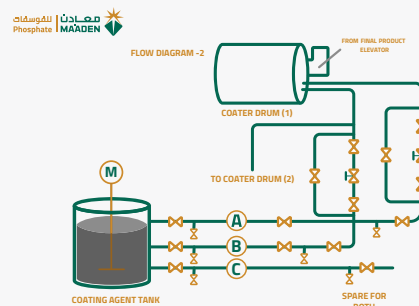 للفوسفات معادن
Phosphate MA'ADEN
FLOW DIAGRAM -2
FROM FINAL PRODUCT
ELEVATOR
COATER DRUM (1)
TO COATER DRUM (2)
M
A
B
C
COATING AGENT TANK
SPARE FOR
BOTH